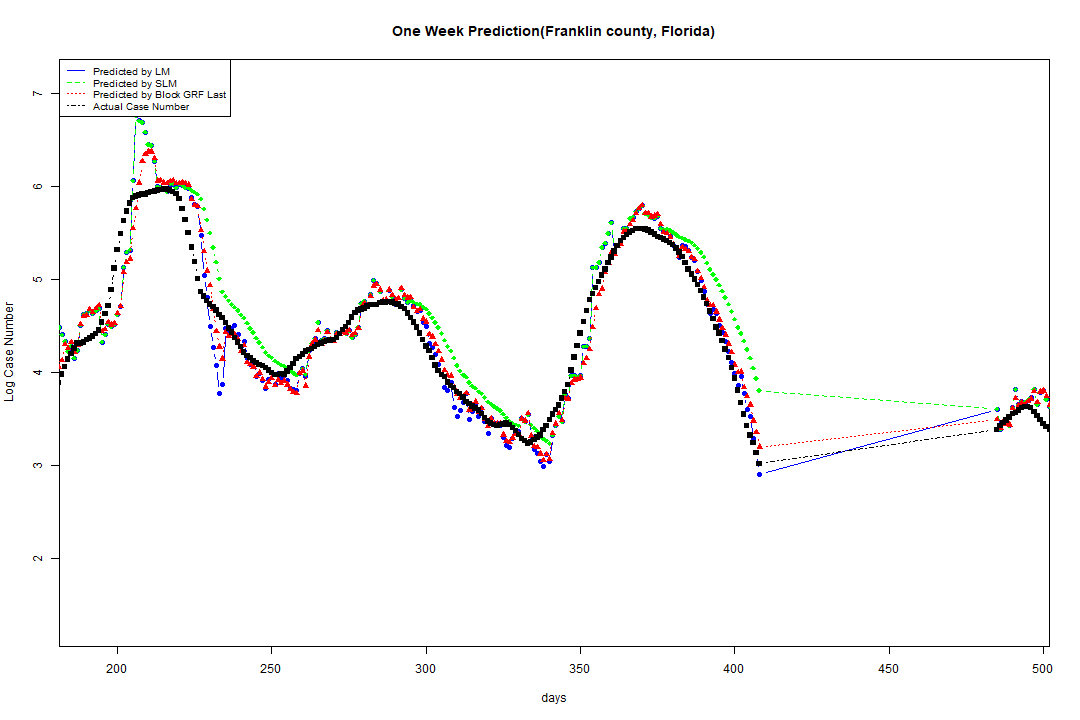 One Week Prediction(Franklin county, Florida)
Predicted by LM
Predicted by SLM
Predicted by Block GRF Last
Actual Case Number
7
6
5
4
3
2
Log Case Number
200 250 300 350 400 450 500
days